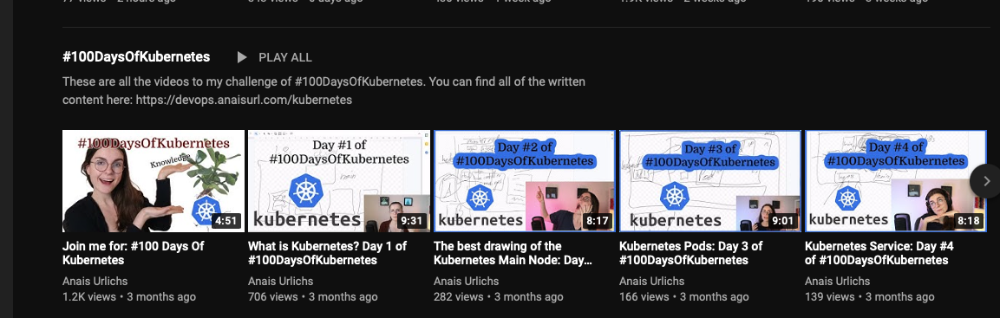 #100DaysOfKubernetes PLAY ALL
These are all the videos to my challenge of #100DaysOfKubernetes. You can find all of the written
content here: https://devops.anaisurl.com/kubernetes
#100DaysOfKubernetes
Knowledge
4:51
Day #1 of
#100DaysOfKubernetes
kubernetes
9:31
Day #2 of
#100DaysOfKubernetes
kubernetes
8:17
Day #3 of
#100DaysOfKubernetes
kubernetes
9:01
Day #4 of
#100DaysOfKubernetes
kubernetes
8:18
Join me for: #100 Days Of
Kubernetes
Anais Urlichs
1.2K views • 3 months ago
What is Kubernetes? Day 1 of
#100DaysOfKubernetes
Anais Urlichs
706 views • 3 months ago
The best drawing of the
Kubernetes Main Node: Day...
Anais Urlichs
282 views • 3 months ago
Kubernetes Pods: Day 3 of
#100DaysOfKubernetes
Anais Urlichs
166 views • 3 months ago
Kubernetes Service: Day #4
of #100DaysOfKubernetes
Anais Urlichs
139 views • 3 months ago